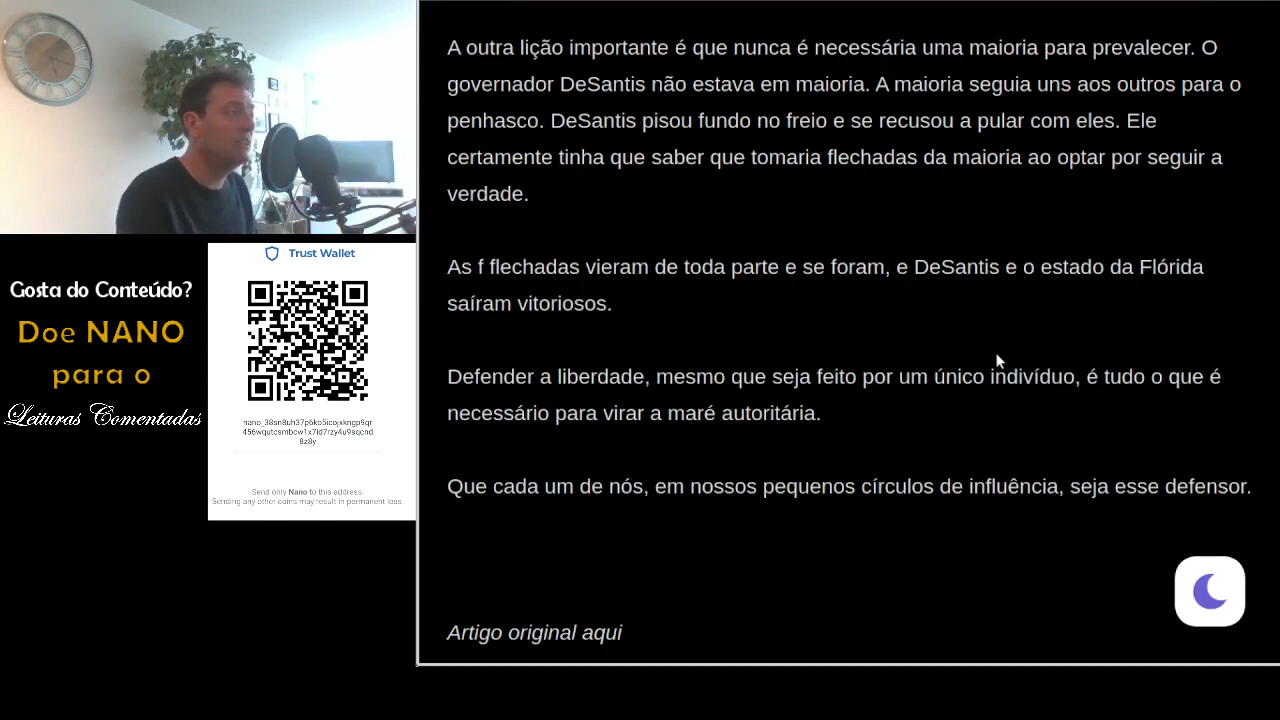 A outra lição importante é que nunca é necessária uma maioria para prevalecer. O
governador DeSantis não estava em maioria. A maioria seguia uns aos outros para o
penhasco. DeSantis pisou fundo no freio e se recusou a pular com eles. Ele
certamente tinha que saber que tomaria flechadas da maioria ao optar por seguir a
verdade.
As f flechadas vieram de toda parte e se foram, e DeSantis e o estado da Flórida
saíram vitoriosos.
Defender a liberdade, mesmo que seja feito por um único indivíduo, é tudo o que é
necessário para virar a maré autoritária.
Que cada um de nós, em nossos pequenos círculos de influência, seja esse defensor.
Artigo original aqui
Gosta do Conteúdo?
Doe NANO
para o
Leituras Comentadas
Trust Wallet
nano_38sn8uh37p6ko5icojxkngp9qr
456wqutcsmbcw1x7id7rzy4u9sqcnd
8z8y
Send only Nano to this address.
Sending any other coins may result in permanent loss.